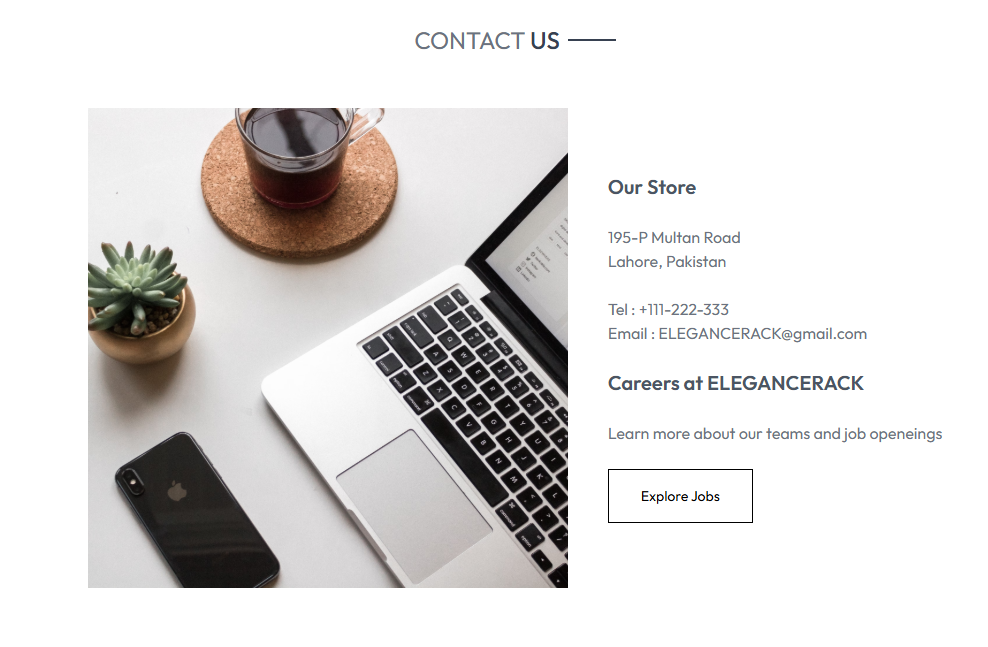 CONTACT US
Our Store
195-P Multan Road
Lahore, Pakistan
Tel : +111-222-333
Email : ELEGANCERACK@gmail.com
Careers at ELEGANCERACK
Learn more about our teams and job openeings
Explore Jobs